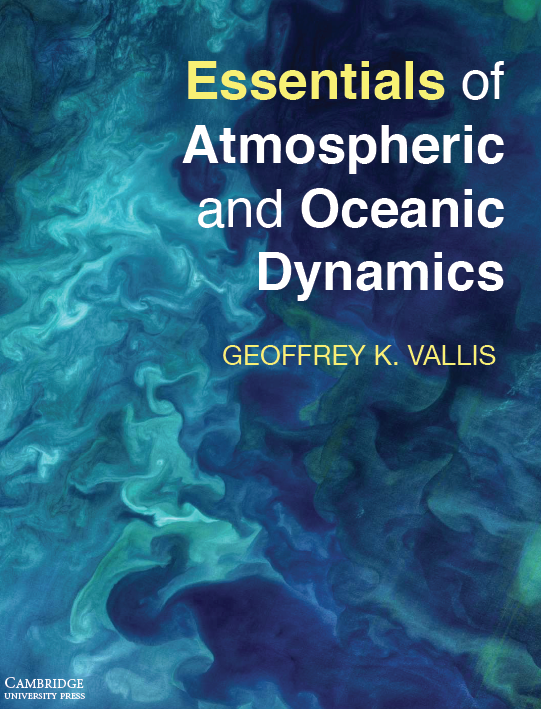 Essentials of
Atmospheric
and Oceanic
Dynamics
GEOFFREY K. VALLIS
CAMBRIDGE
UNIVERSITY PRESS